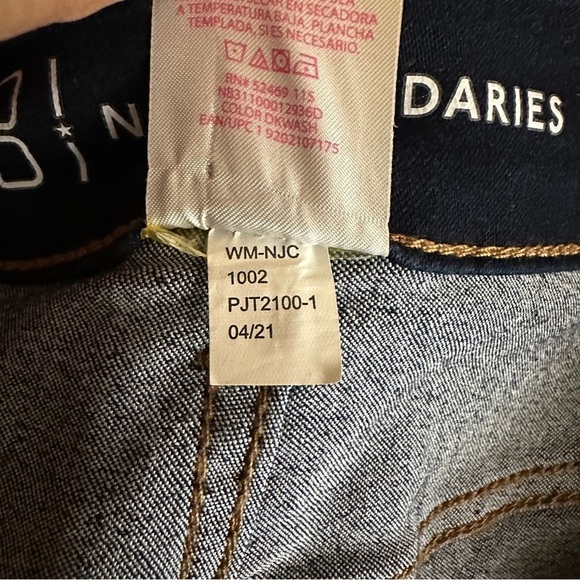 A TEMPERATURA BAJA. PLANCHA
TEMPLADA, SI ES NECESARIO.
RN# 52469 115
NB31100012936D
COLOR DKWASH
EAN/UPC 1 9202107175
N
DARIES
WM-NJC
1002
PJT2100-1
04/21